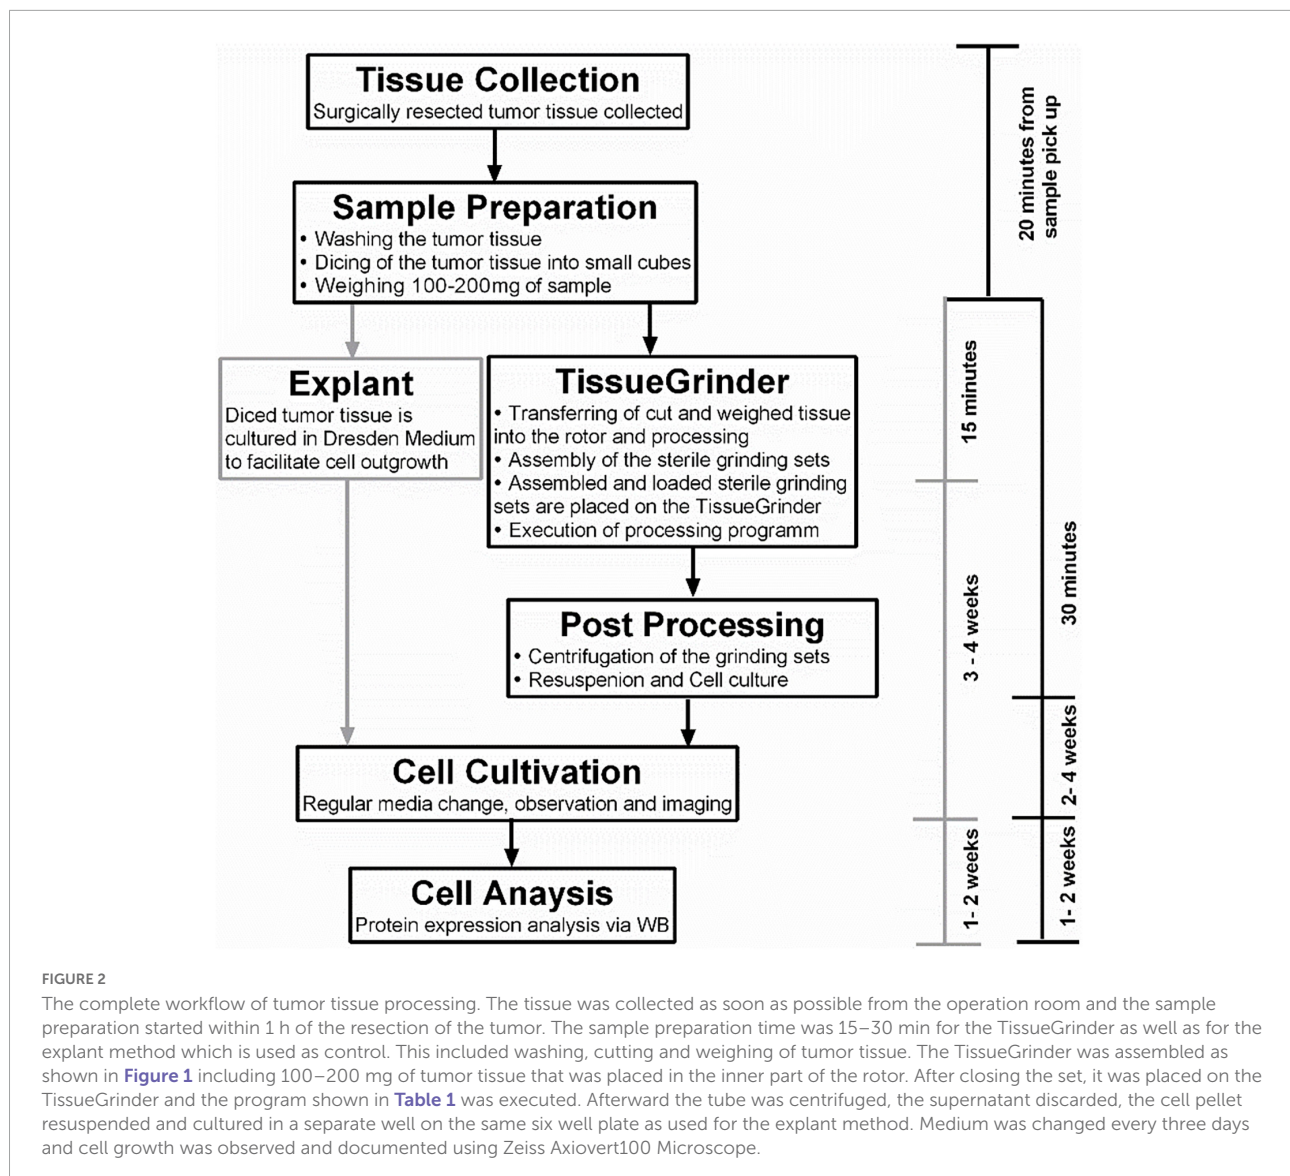 Tissue Collection
Surgically resected tumor tissue collected
20 minutes from
sample pick up
Sample Preparation
• Washing the tumor tissue
• Dicing of the tumor tissue into small cubes
• Weighing 100-200mg of sample
Explant
Diced tumor tissue is
cultured in Dresden Medium
to facilitate cell outgrowth
TissueGrinder
• Transferring of cut and weighed tissue
into the rotor and processing
• Assembly of the sterile grinding sets
• Assembled and loaded sterile grinding
sets are placed on the TissueGrinder
• Execution of processing programm
15 minutes
30 minutes
Post Processing
• Centrifugation of the grinding sets
• Resuspenion and Cell culture
3 - 4 weeks
2- 4 weeks
Cell Cultivation
Regular media change, observation and imaging
Cell Anaysis
Protein expression analysis via WB
1- 2 weeks
1- 2 weeks
FIGURE 2
The complete workflow of tumor tissue processing. The tissue was collected as soon as possible from the operation room and the sample
preparation started within 1 h of the resection of the tumor. The sample preparation time was 15–30 min for the TissueGrinder as well as for the
explant method which is used as control. This included washing, cutting and weighing of tumor tissue. The TissueGrinder was assembled as
shown in Figure 1 including 100–200 mg of tumor tissue that was placed in the inner part of the rotor. After closing the set, it was placed on the
TissueGrinder and the program shown in Table 1 was executed. Afterward the tube was centrifuged, the supernatant discarded, the cell pellet
resuspended and cultured in a separate well on the same six well plate as used for the explant method. Medium was changed every three days
and cell growth was observed and documented using Zeiss Axiovert100 Microscope.